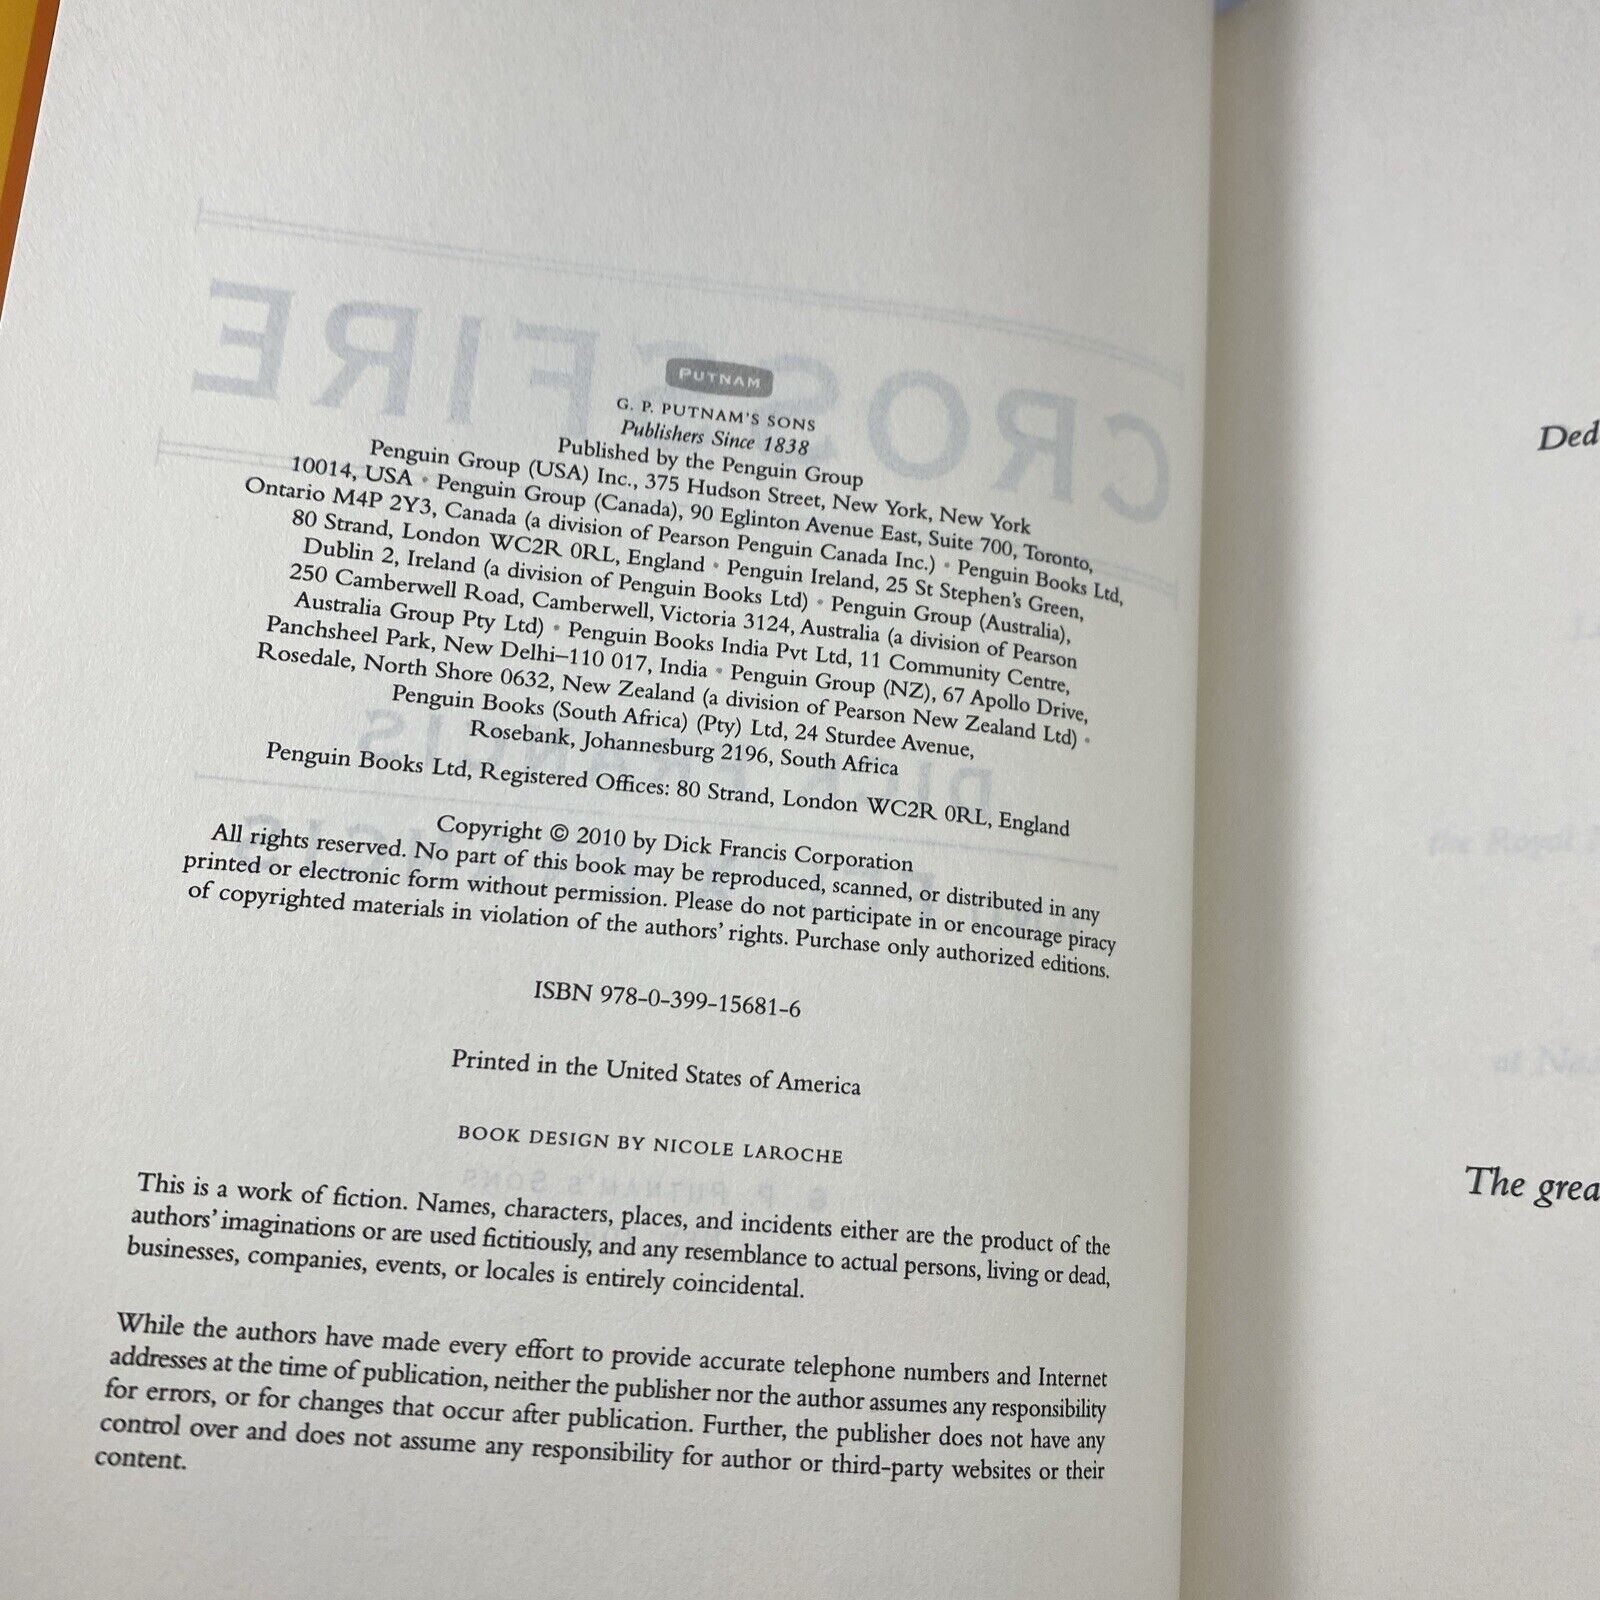 PUTNAM
G. P. PUTNAM'S SONS
Publishers Since 1838
Published by the Penguin Group
Penguin Group (USA) Inc., 375 Hudson Street, New York, New York
10014, USA • Penguin Group (Canada), 90 Eglinton Avenue East, Suite 700, Toronto,
Ontario M4P 2Y3, Canada (a division of Pearson Penguin Canada Inc.) • Penguin Books Ltd,
80 Strand, London WC2R 0RL, England • Penguin Ireland, 25 St Stephen's Green,
Dublin 2, Ireland (a division of Penguin Books Ltd) • Penguin Group (Australia),
250 Camberwell Road, Camberwell, Victoria 3124, Australia (a division of Pearson
Australia Group Pty Ltd) • Penguin Books India Pvt Ltd, 11 Community Centre,
Panchsheel Park, New Delhi–110 017, India • Penguin Group (NZ), 67 Apollo Drive,
Rosedale, North Shore 0632, New Zealand (a division of Pearson New Zealand Ltd) •
Penguin Books (South Africa) (Pty) Ltd, 24 Sturdee Avenue,
Rosebank, Johannesburg 2196, South Africa
Penguin Books Ltd, Registered Offices: 80 Strand, London WC2R 0RL, England
Copyright © 2010 by Dick Francis Corporation
All rights reserved. No part of this book may be reproduced, scanned, or distributed in any
printed or electronic form without permission. Please do not participate in or encourage piracy
of copyrighted materials in violation of the authors' rights. Purchase only authorized editions.
ISBN 978-0-399-15681-6
Printed in the United States of America
BOOK DESIGN BY NICOLE LAROCHE
This is a work of fiction. Names, characters, places, and incidents either are the product of the
authors' imaginations or are used fictitiously, and any resemblance to actual persons, living or dead,
businesses, companies, events, or locales is entirely coincidental.
While the authors have made every effort to provide accurate telephone numbers and Internet
addresses at the time of publication, neither the publisher nor the author assumes any responsibility
for errors, or for changes that occur after publication. Further, the publisher does not have any
control over and does not assume any responsibility for author or third-party websites or their
content.
CROSSFIRE
G. P. PUTNAM'S SONS
Ded
the Royal
The grea